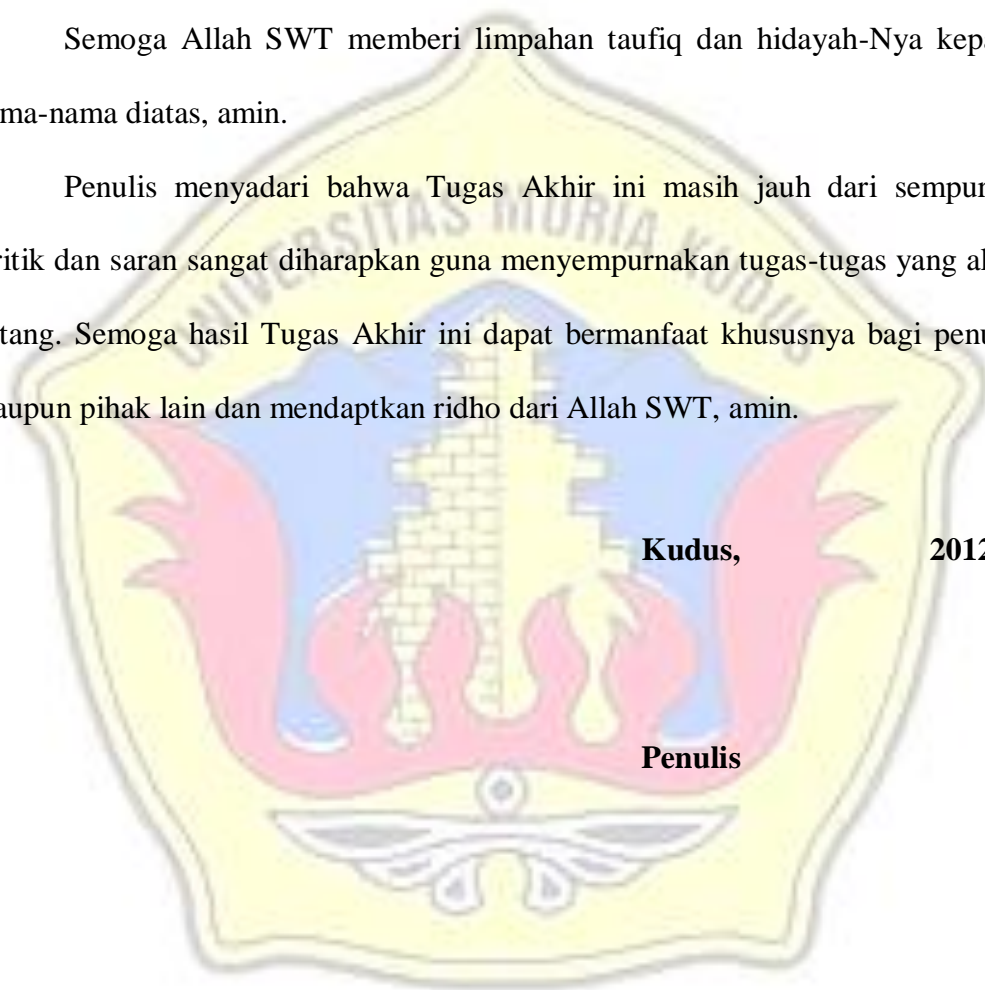 Semoga Allah SWT memberi limpahan taufiq dan hidayah-Nya kepa
ma-nama diatas, amin.
Penulis menyadari bahwa Tugas Akhir ini masih jauh dari sempur
ritik dan saran sangat diharapkan guna menyempurnakan tugas-tugas yang ak
tang. Semoga hasil Tugas Akhir ini dapat bermanfaat khususnya bagi penu
aupun pihak lain dan mendaptkan ridho dari Allah SWT, amin.
UNIVERSITAS MURIA KUDUS
Kudus, 2012
Penulis